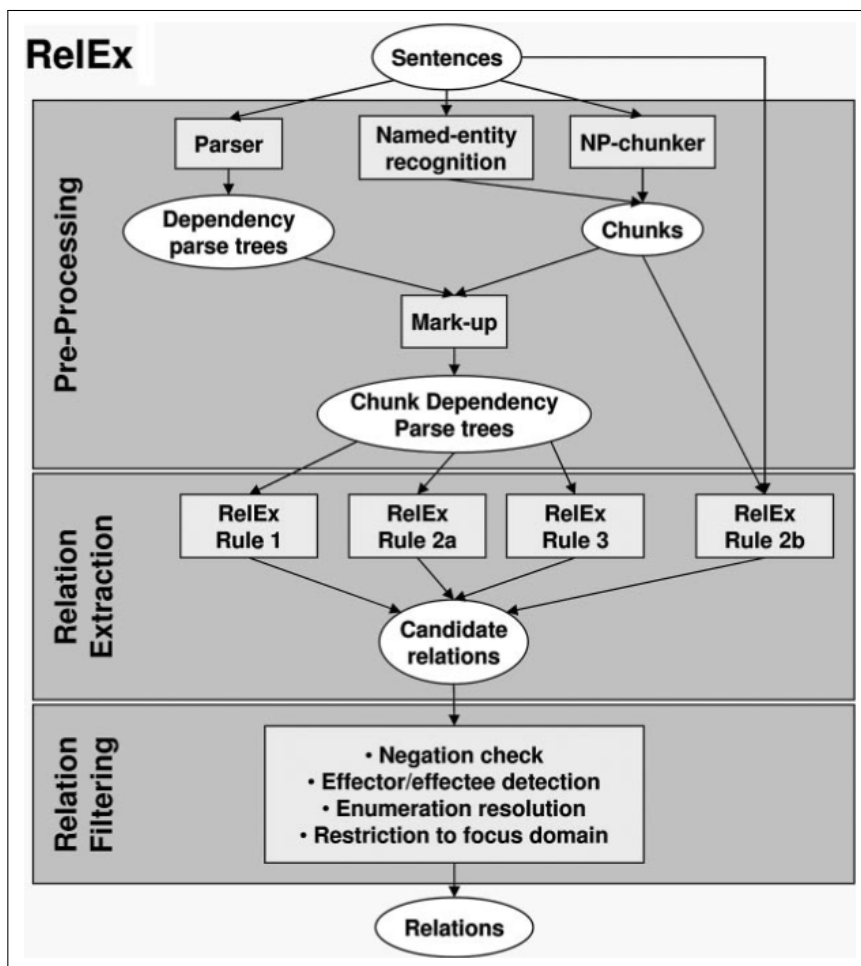 RelEx
Sentences
Pre-Processing
Parser
Named-entity
recognition
NP-chunker
Dependency
parse trees
Chunks
Mark-up
Chunk Dependency
Parse trees
Relation
Extraction
RelEx
Rule 1
RelEx
Rule 2a
RelEx
Rule 3
RelEx
Rule 2b
Candidate
relations
Relation
Filtering
• Negation check
• Effector/effectee detection
• Enumeration resolution
• Restriction to focus domain
Relations